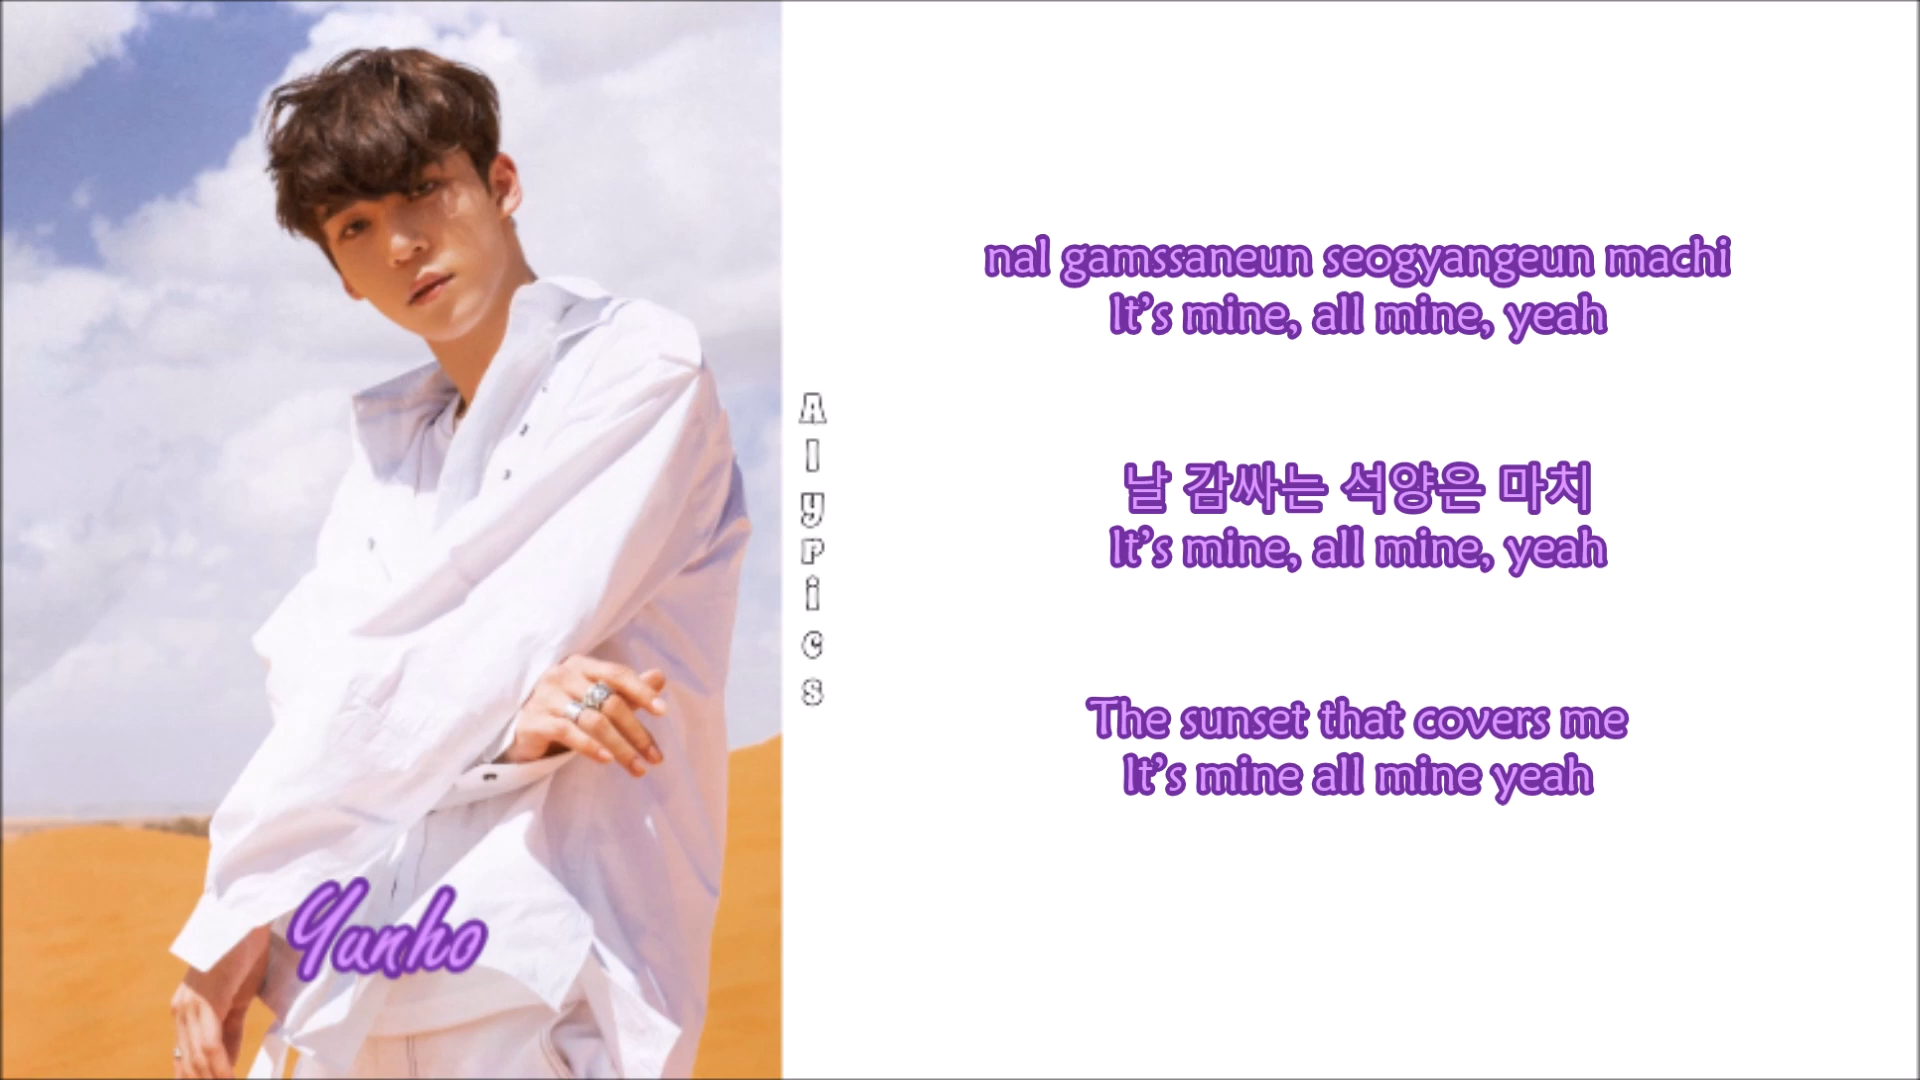 nal gamssaneun seogyangeun machi
It's mine, all mine, yeah
날 감싸는 석양은 마치
It's mine, all mine, yeah
The sunset that covers me
It's mine all mine yeah
Alyrics
Yunho